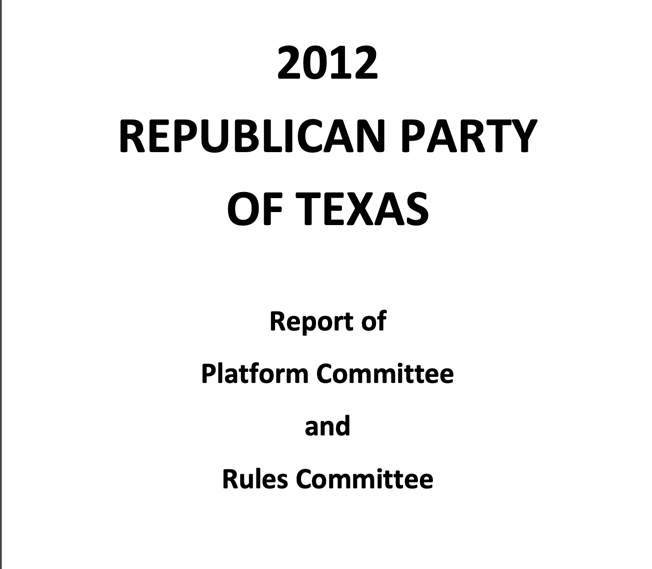 2012
REPUBLICAN PARTY
OF TEXAS
Report of
Platform Committee
and
Rules Committee